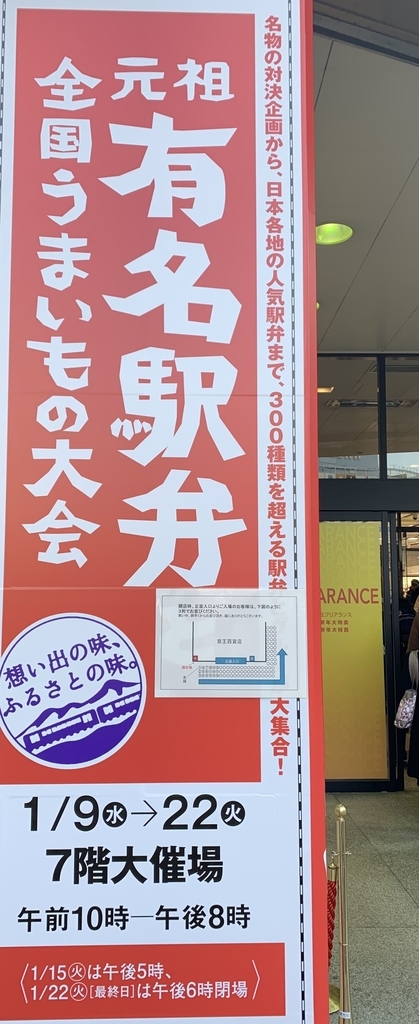 名物の対決企画から、日本各地の人気駅弁まで、300種類を超える駅弁
大集合！
元祖
有名駅弁
全国うまいもの大会
想い出の味、
ふるさとの味。
京王百貨店
1/9水→22火
7階大催場
午前10時—午後8時
〈1/15火は午後5時、
1/22火[最終日]は午後6時閉場〉
ARANCE